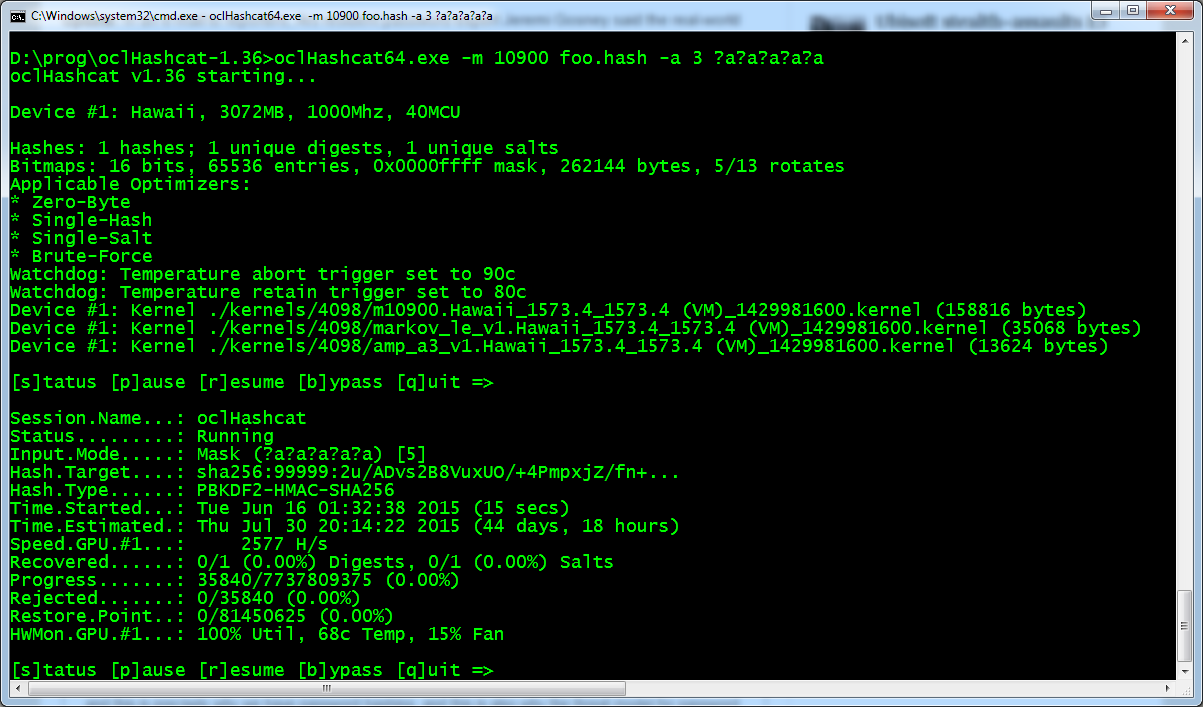 C:\Windows\system32\cmd.exe - oclHashcat64.exe  -m 10900 foo.hash -a 3 ?a?a?a?a?a
D:\prog\oclHashcat-1.36>oclHashcat64.exe -m 10900 foo.hash -a 3 ?a?a?a?a?a
oclHashcat v1.36 starting...
Device #1: Hawaii, 3072MB, 1000Mhz, 40MCU
Hashes: 1 hashes; 1 unique digests, 1 unique salts
Bitmaps: 16 bits, 65536 entries, 0x0000ffff mask, 262144 bytes, 5/13 rotates
Applicable Optimizers:
* Zero-Byte
* Single-Hash
* Single-Salt
* Brute-Force
Watchdog: Temperature abort trigger set to 90c
Watchdog: Temperature retain trigger set to 80c
Device #1: Kernel ./kernels/4098/m10900.Hawaii_1573.4_1573.4 (VM)_1429981600.kernel (158816 bytes)
Device #1: Kernel ./kernels/4098/markov_le_v1.Hawaii_1573.4_1573.4 (VM)_1429981600.kernel (35068 bytes)
Device #1: Kernel ./kernels/4098/amp_a3_v1.Hawaii_1573.4_1573.4 (VM)_1429981600.kernel (13624 bytes)
[s]tatus [p]ause [r]esume [b]ypass [q]uit =>
Session.Name...: oclHashcat
Status.........: Running
Input.Mode.....: Mask (?a?a?a?a?a) [5]
Hash.Target....: sha256:99999:2u/ADvs2B8VuxUO/+4PmpxjZ/fn+...
Hash.Type......: PBKDF2-HMAC-SHA256
Time.Started...: Tue Jun 16 01:32:38 2015 (15 secs)
Time.Estimated.: Thu Jul 30 20:14:22 2015 (44 days, 18 hours)
Speed.GPU.#1...:     2577 H/s
Recovered......: 0/1 (0.00%) Digests, 0/1 (0.00%) Salts
Progress.......: 35840/7737809375 (0.00%)
Rejected.......: 0/35840 (0.00%)
Restore.Point..: 0/81450625 (0.00%)
HWMon.GPU.#1...: 100% Util, 68c Temp, 15% Fan
[s]tatus [p]ause [r]esume [b]ypass [q]uit =>